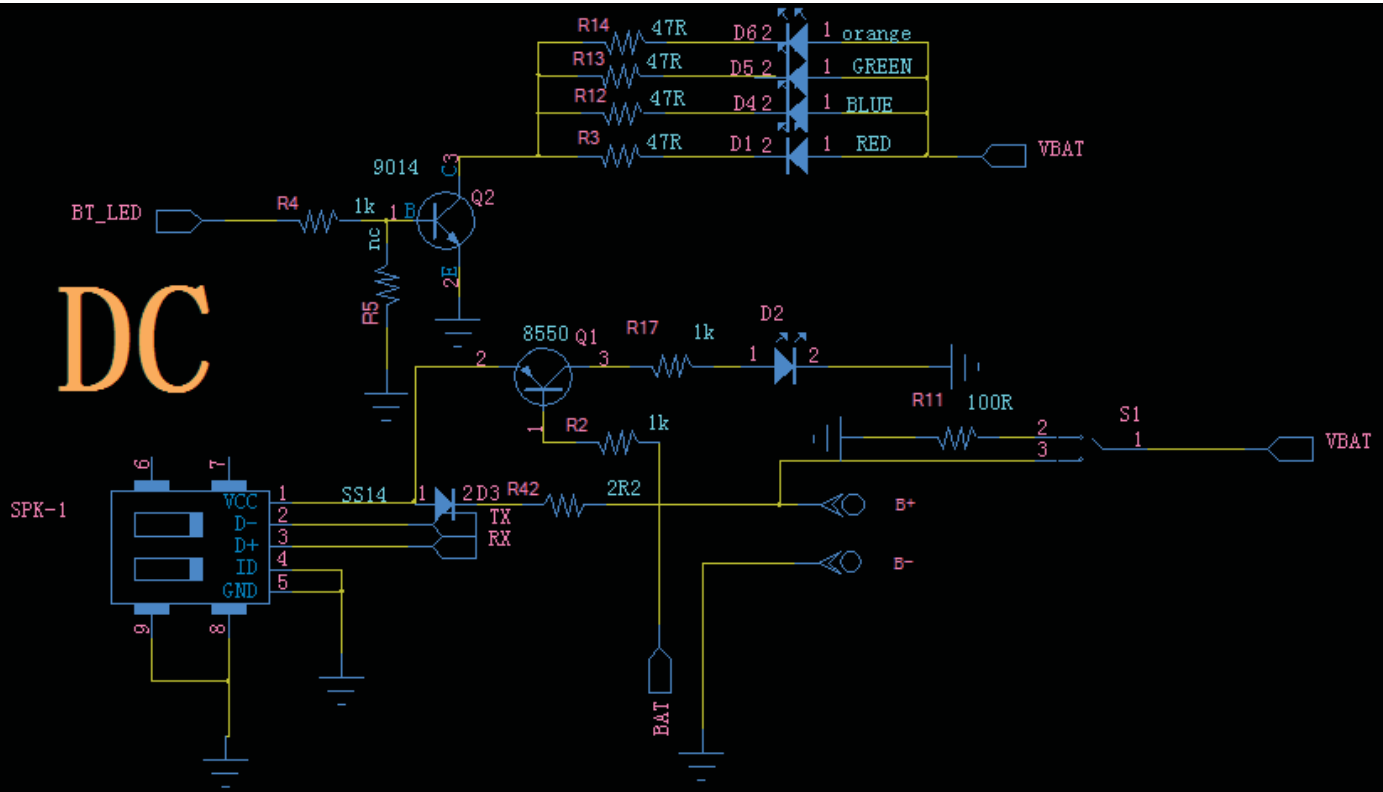 R14 47R D6 2 1 orange
R13 47R D5 2 1 GREEN
R12 47R D4 2 1 BLUE
R3 47R D1 2 1 RED VBAT
9014 C 3
BT_LED R4 1k 1 B Q2
nc
R5
2 E
DC
8550 Q1 R17 1k D2
2 3 1 2
1 R2 1k
R11 100R S1
2 1 VBAT
3
6 7
SPK-1
VCC 1 SS14 1 2 D3 R42 2R2 B+
D- 2 TX
D+ 3 RX
ID 4 B-
GND 5
9 8
BAT